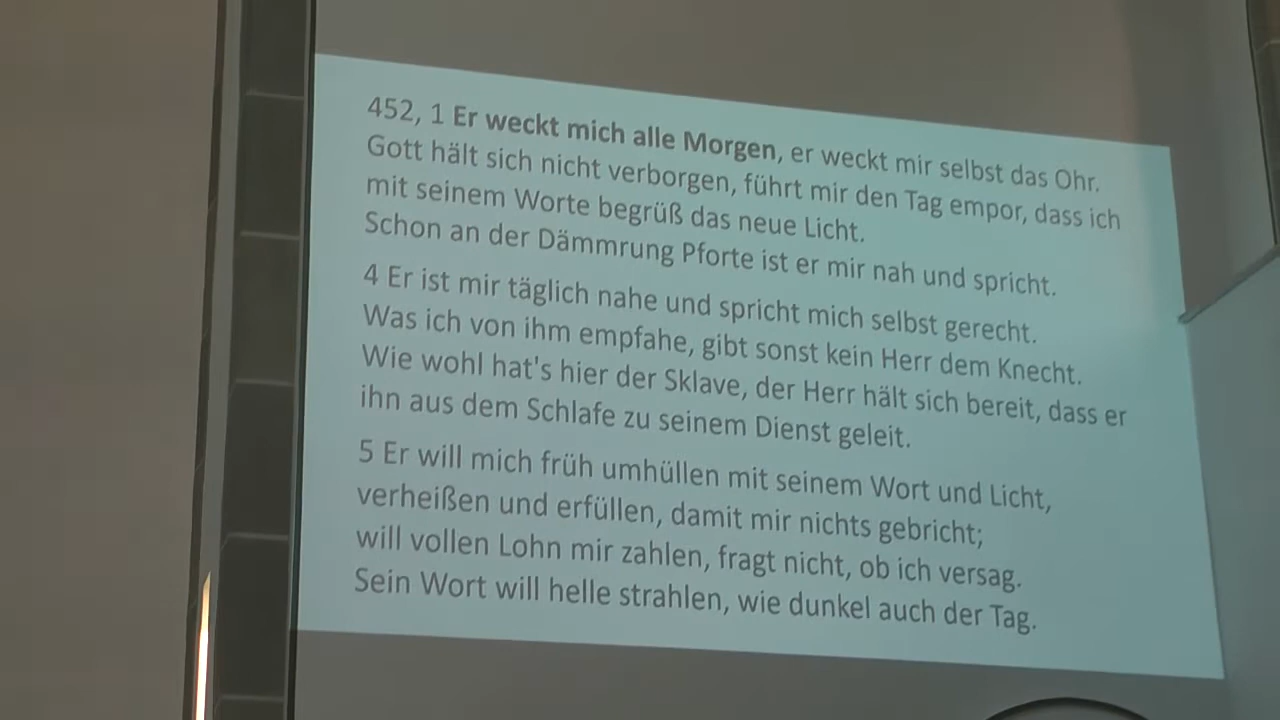 452, 1 Er weckt mich alle Morgen, er weckt mir selbst das Ohr.
Gott hält sich nicht verborgen, führt mir den Tag empor, dass ich
mit seinem Worte begrüß das neue Licht.
Schon an der Dämmrung Pforte ist er mir nah und spricht.
4 Er ist mir täglich nahe und spricht mich selbst gerecht.
Was ich von ihm empfahe, gibt sonst kein Herr dem Knecht.
Wie wohl hat's hier der Sklave, der Herr hält sich bereit, dass er
ihn aus dem Schlafe zu seinem Dienst geleit.
5 Er will mich früh umhüllen mit seinem Wort und Licht,
verheißen und erfüllen, damit mir nichts gebricht;
will vollen Lohn mir zahlen, fragt nicht, ob ich versag.
Sein Wort will helle strahlen, wie dunkel auch der Tag.